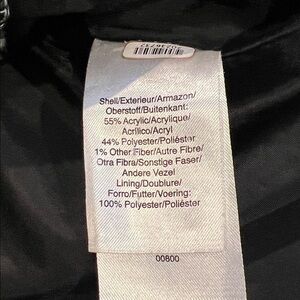 Shell/Exterieur/Armazon/
Oberstoff/Buitenkant:
55% Acrylic/Acrylique/
Acrílico/Acryl
44% Polyester/Poliéster
1% Other Fiber/Autre Fibre/
Otra Fibra/Sonstige Faser/
Andere Vezel
Lining/Doublure/
Forro/Futter/Voering:
100% Polyester/Poliéster
00800